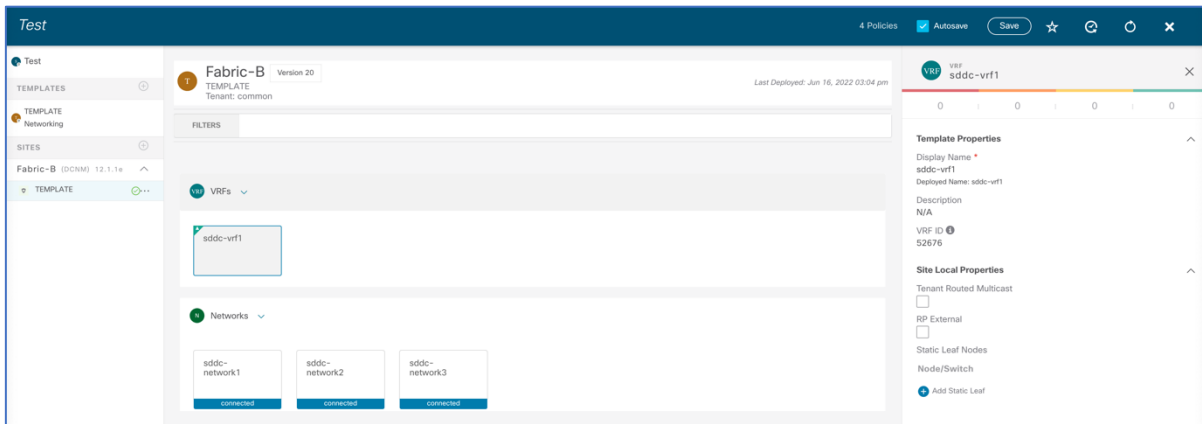 Test
4 Policies
Autosave
Save
Test
TEMPLATES
TEMPLATE
Networking
SITES
Fabric-B (DCNM) 12.1.1e
TEMPLATE
T
Fabric-B Version 20
TEMPLATE
Tenant: common
Last Deployed: Jun 16, 2022 03:04 pm
FILTERS
VRF VRFs
sddc-vrf1
N Networks
sddc-
network1
connected
sddc-
network2
connected
sddc-
network3
connected
VRF
VRF
sddc-vrf1
0 0 0 0
Template Properties
Display Name *
sddc-vrf1
Deployed Name: sddc-vrf1
Description
N/A
VRF ID
52676
Site Local Properties
Tenant Routed Multicast
RP External
Static Leaf Nodes
Node/Switch
Add Static Leaf